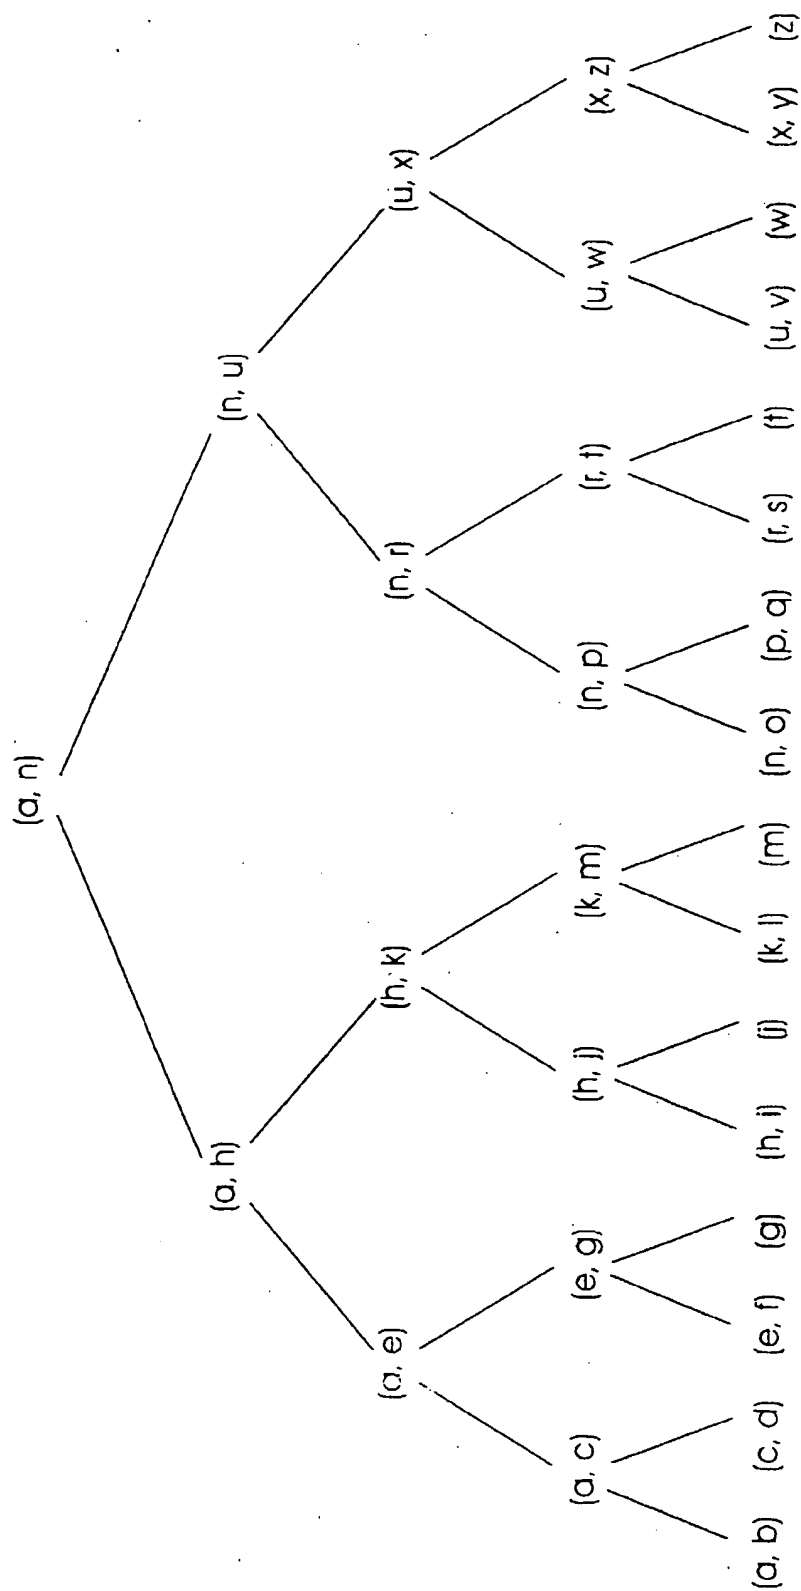 (a, n)
(a, h) (n, u)
(a, e) (h, k) (n, r) (u, x)
(a, c) (e, g) (h, j) (k, m) (n, p) (r, t) (u, w) (x, z)
(a, b) (c, d) (e, f) (g) (h, i) (j) (k, l) (m) (n, o) (p, q) (r, s) (t) (u, v) (w) (x, y) (z)